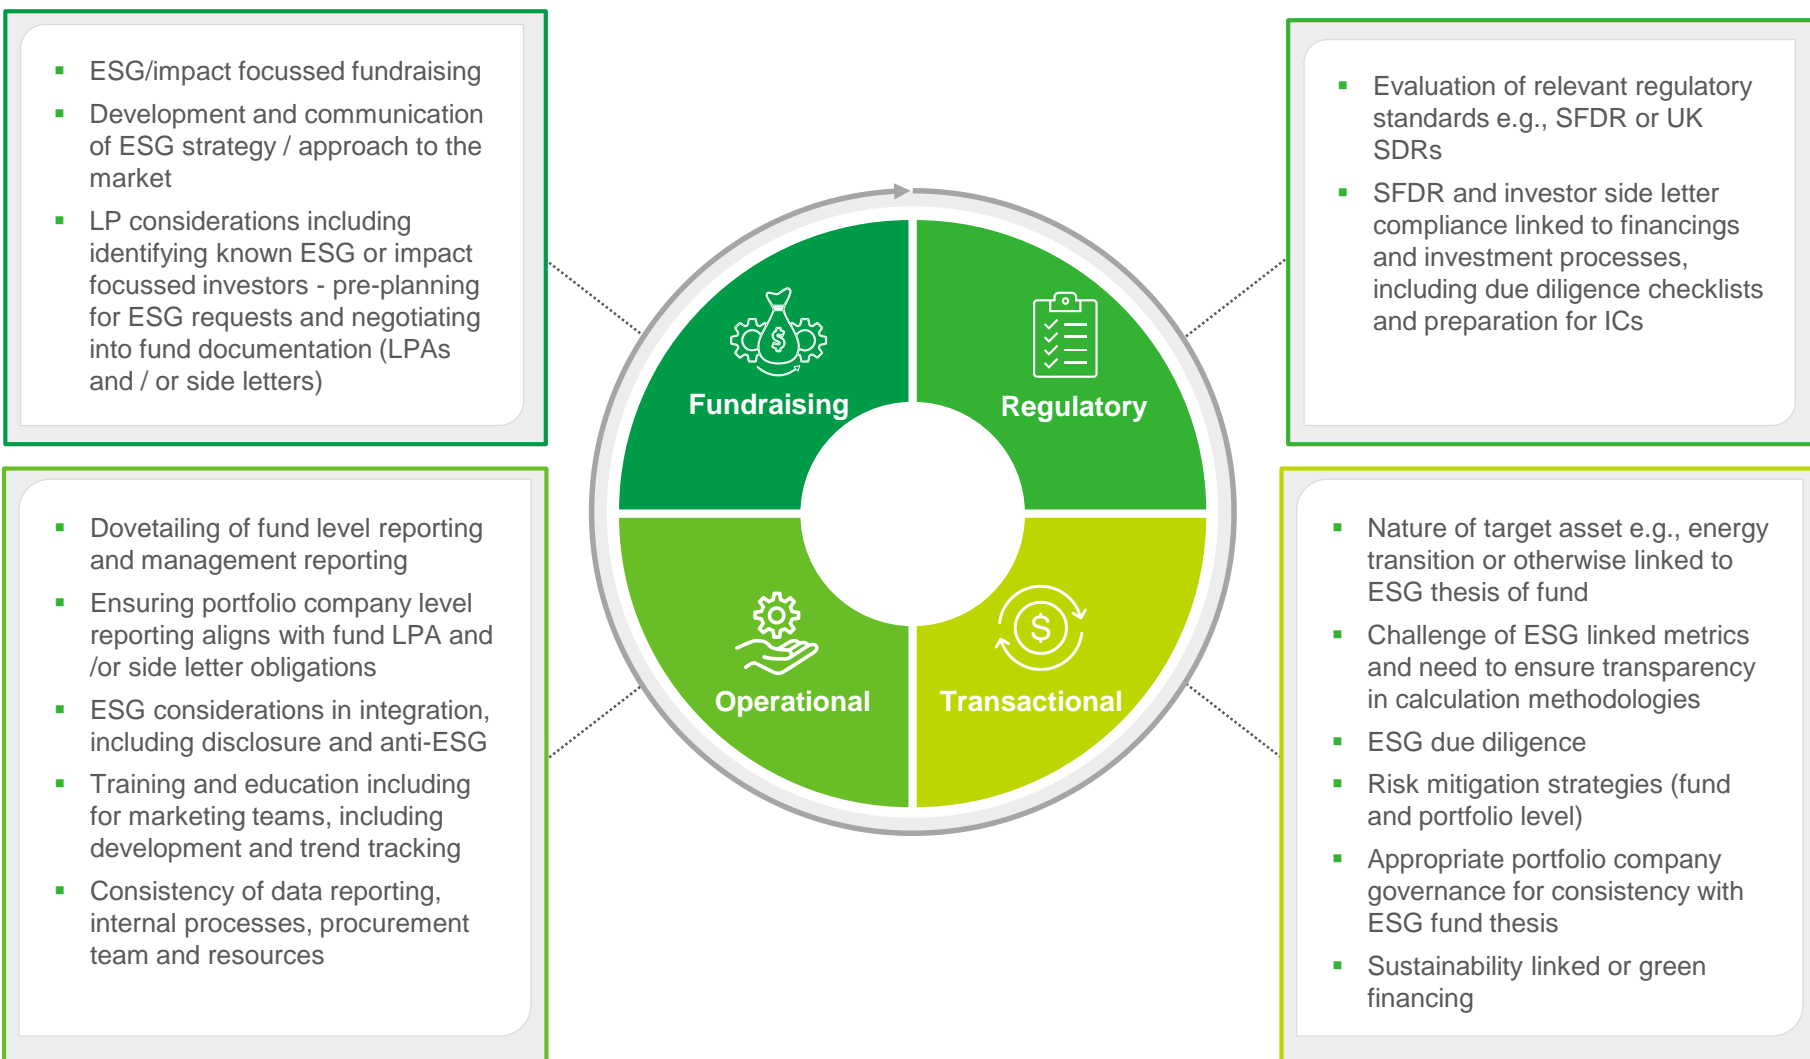 ESG/impact focussed fundraising
Development and communication
of ESG strategy / approach to the
market
LP considerations including
identifying known ESG or impact
focussed investors - pre-planning
for ESG requests and negotiating
into fund documentation (LPAs
and / or side letters)
Evaluation of relevant regulatory
standards e.g., SFDR or UK
SDRs
SFDR and investor side letter
compliance linked to financings
and investment processes,
including due diligence checklists
and preparation for ICs
$
Fundraising
Regulatory
Operational
$
Transactional
Dovetailing of fund level reporting
and management reporting
Ensuring portfolio company level
reporting aligns with fund LPA and
/or side letter obligations
ESG considerations in integration,
including disclosure and anti-ESG
Training and education including
for marketing teams, including
development and trend tracking
Consistency of data reporting,
internal processes, procurement
team and resources
Nature of target asset e.g., energy
transition or otherwise linked to
ESG thesis of fund
Challenge of ESG linked metrics
and need to ensure transparency
in calculation methodologies
ESG due diligence
Risk mitigation strategies (fund
and portfolio level)
Appropriate portfolio company
governance for consistency with
ESG fund thesis
Sustainability linked or green
financing